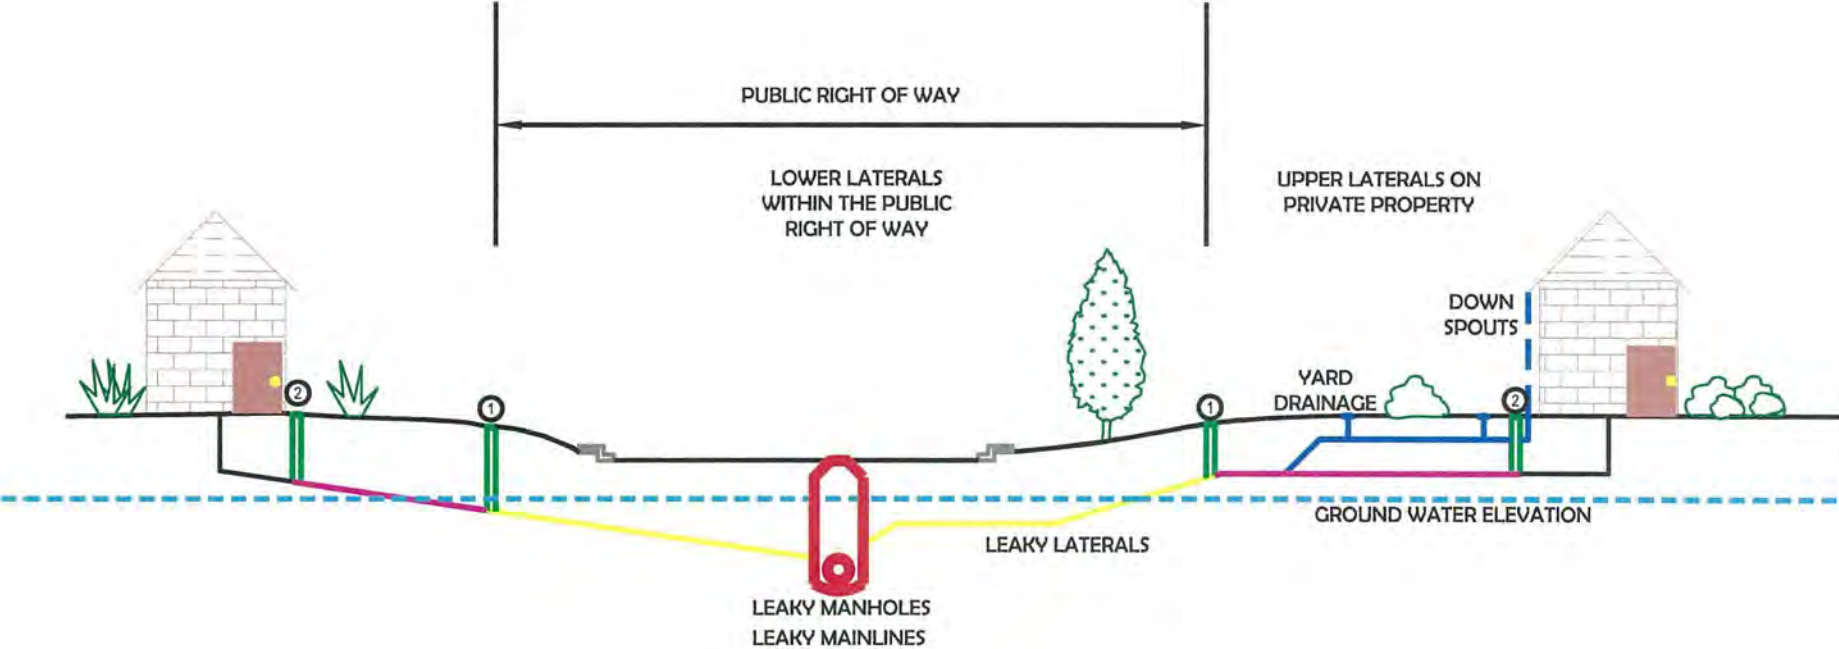 PUBLIC RIGHT OF WAY
LOWER LATERALS
WITHIN THE PUBLIC
RIGHT OF WAY
UPPER LATERALS ON
PRIVATE PROPERTY
DOWN
SPOUTS
YARD
DRAINAGE
2
1
1
2
GROUND WATER ELEVATION
LEAKY LATERALS
LEAKY MANHOLES
LEAKY MAINLINES